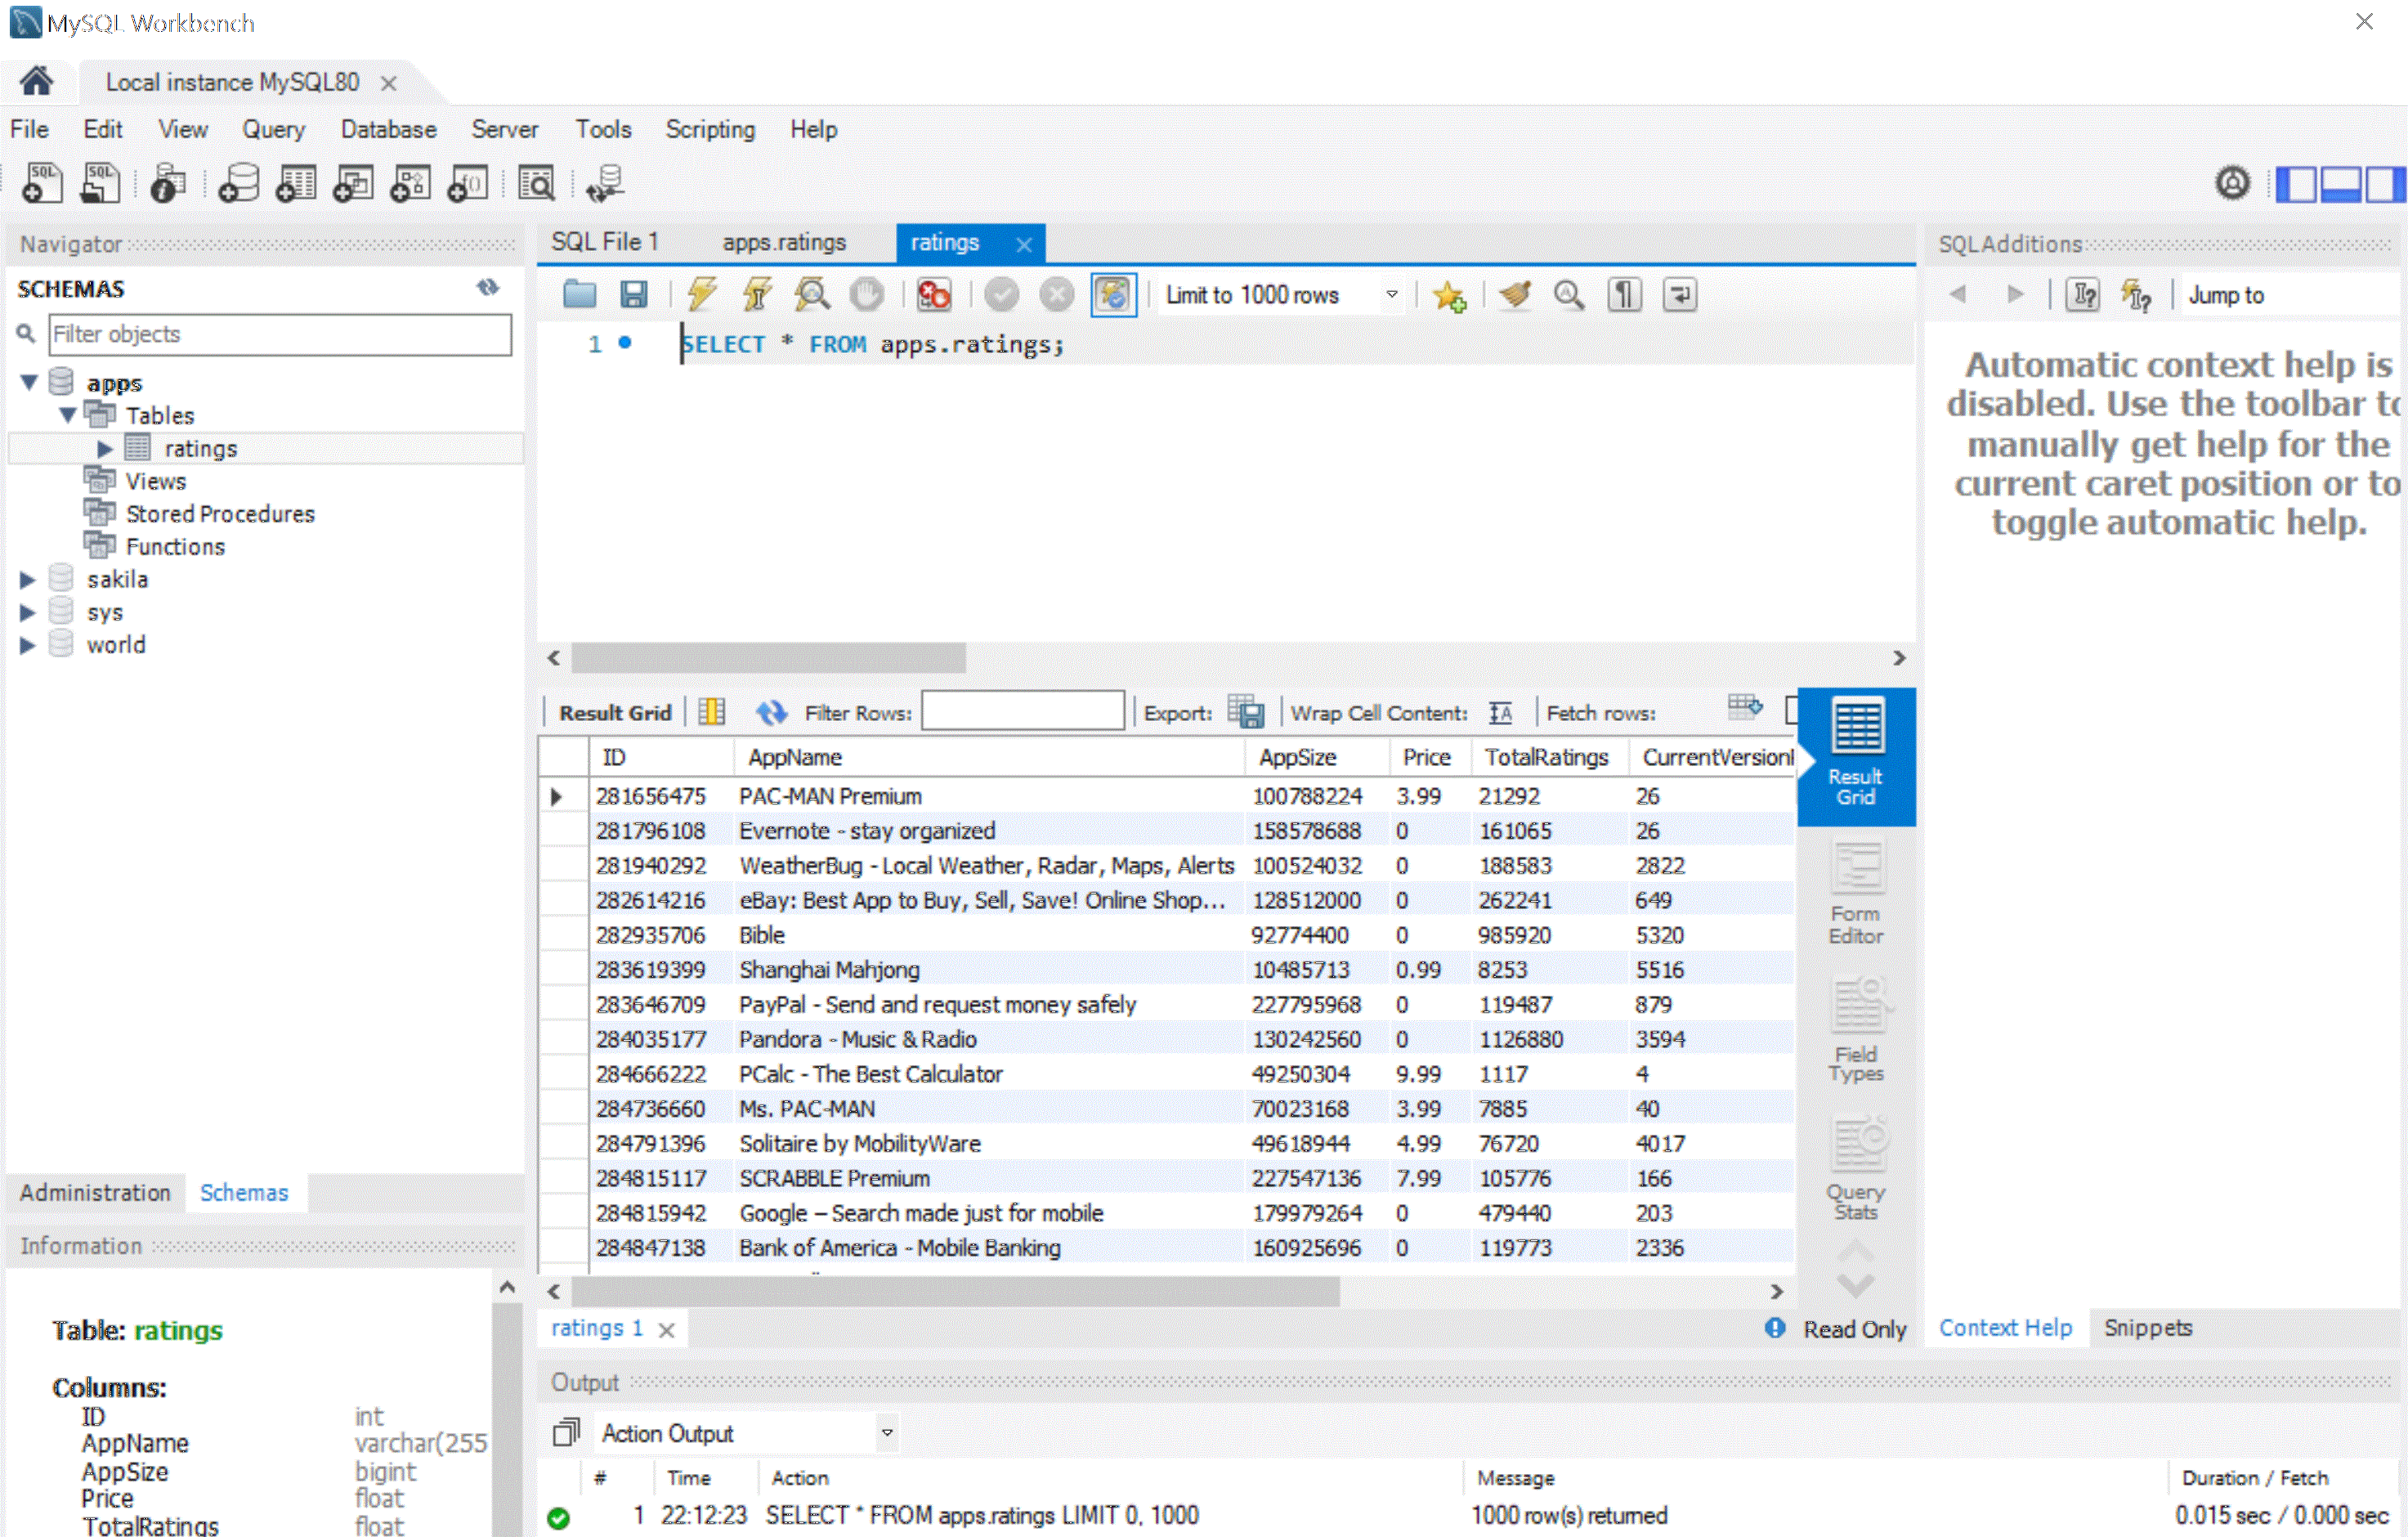 MySQL Workbench
Local instance MySQL80
File Edit View Query Database Server Tools Scripting Help
Navigator
SCHEMAS
Filter objects
apps
Tables
ratings
Views
Stored Procedures
Functions
sakila
sys
world
Administration Schemas
Information
Table: ratings
Columns:
ID int
AppName varchar(255
AppSize bigint
Price float
TotalRatings float
SQL File 1 apps.ratings ratings
Limit to 1000 rows
1 SELECT * FROM apps.ratings;
Result Grid Filter Rows: Export: Wrap Cell Content: Fetch rows:
ID AppName AppSize Price TotalRatings CurrentVersion
281656475 PAC-MAN Premium 100788224 3.99 21292 26
281796108 Evernote - stay organized 158578688 0 161065 26
281940292 WeatherBug - Local Weather, Radar, Maps, Alerts 100524032 0 188583 2822
282614216 eBay: Best App to Buy, Sell, Save! Online Shop... 128512000 0 262241 649
282935706 Bible 92774400 0 985920 5320
283619399 Shanghai Mahjong 10485713 0.99 8253 5516
283646709 PayPal - Send and request money safely 227795968 0 119487 879
284035177 Pandora - Music & Radio 130242560 0 1126880 3594
284666222 PCalc - The Best Calculator 49250304 9.99 1117 4
284736660 Ms. PAC-MAN 70023168 3.99 7885 40
284791396 Solitaire by MobilityWare 49618944 4.99 76720 4017
284815117 SCRABBLE Premium 227547136 7.99 105776 166
284815942 Google – Search made just for mobile 179979264 0 479440 203
284847138 Bank of America - Mobile Banking 160925696 0 119773 2336
Result
Grid
Form
Editor
Field
Types
Query
Stats
ratings 1
Read Only
Output
Action Output
# Time Action Message Duration / Fetch
1 22:12:23 SELECT * FROM apps.ratings LIMIT 0, 1000 1000 row(s) returned 0.015 sec / 0.000 sec
SQLAdditions
Jump to
Automatic context help is
disabled. Use the toolbar to
manually get help for the
current caret position or to
toggle automatic help.
Context Help Snippets